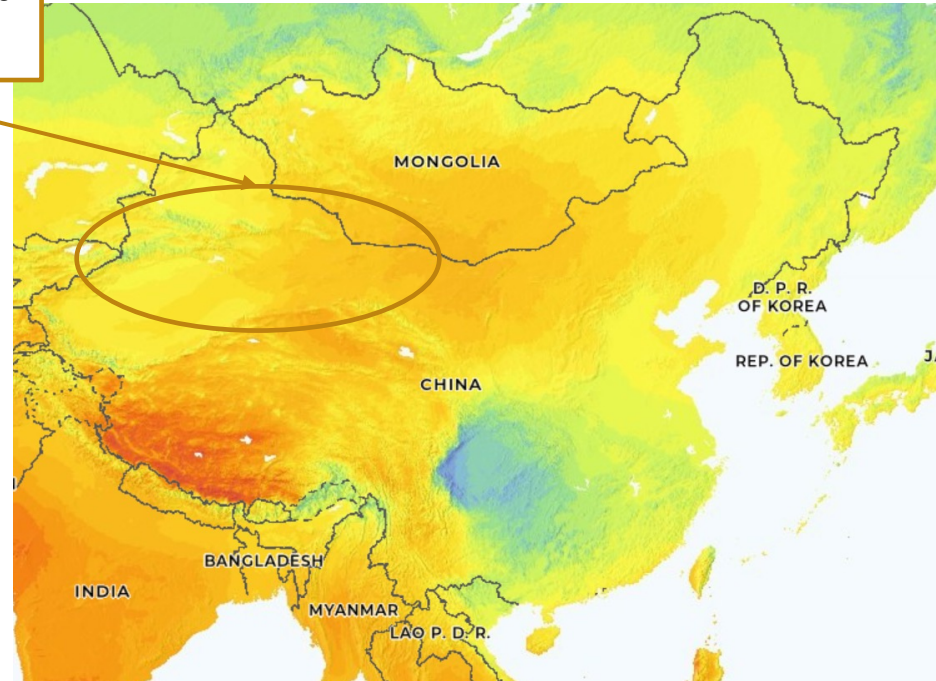 MONGOLIA
D. P. R.
OF KOREA
REP. OF KOREA
CHINA
BANGLADESH
INDIA
MYANMAR
LAO P. D. R.